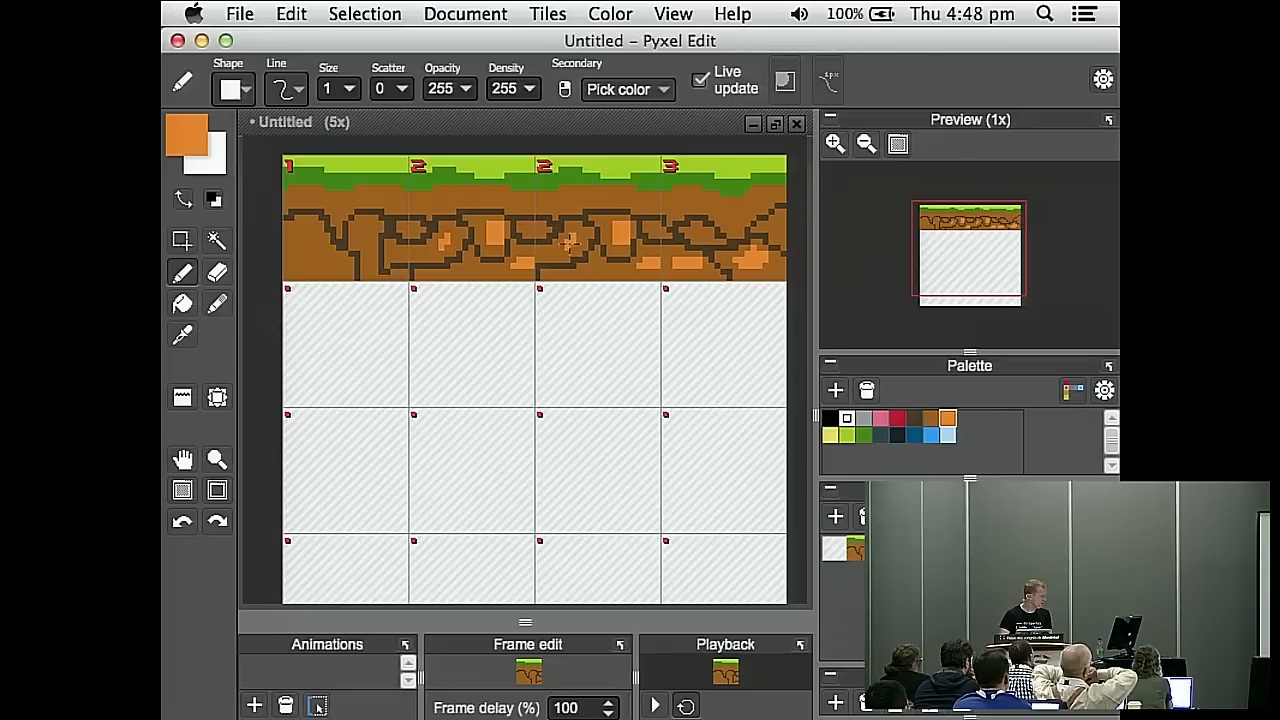 File Edit Selection Document Tiles Color View Help 100% Thu 4:48 pm
Untitled – Pyxel Edit
Shape Line Size Scatter Opacity Density Secondary
1 0 255 255 Pick color Live update
• Untitled (5x)
Preview (1x)
1 2 2 3
Palette
Animations Frame edit Playback
Frame delay (%) 100